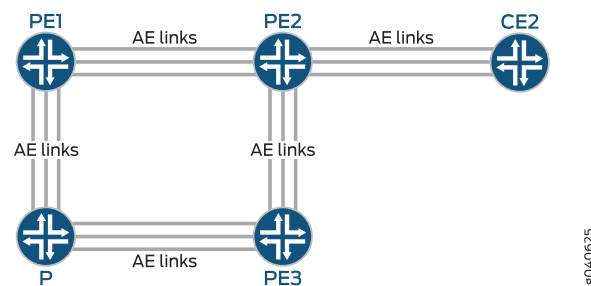 PE1
PE2
CE2
AE links
AE links
AE links
AE links
AE links
P
PE3
g040625